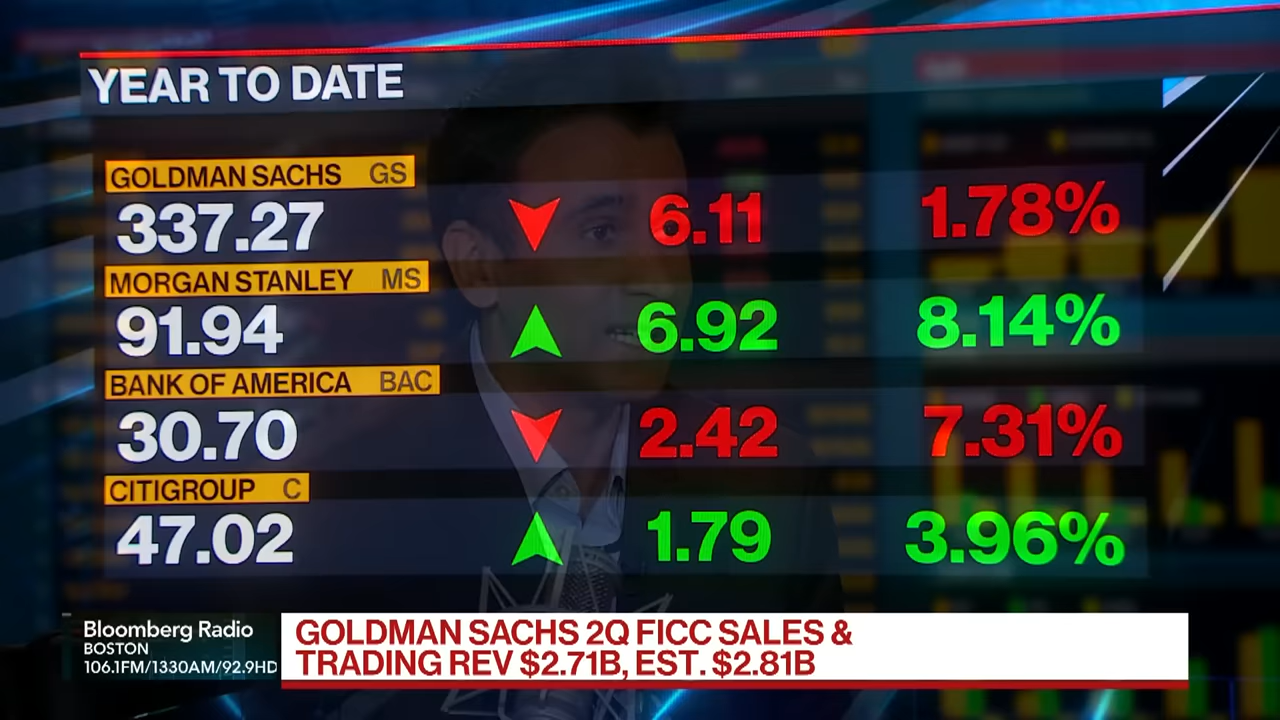 YEAR TO DATE
GOLDMAN SACHS GS
337.27 6.11 1.78%
MORGAN STANLEY MS
91.94 6.92 8.14%
BANK OF AMERICA BAC
30.70 2.42 7.31%
CITIGROUP C
47.02 1.79 3.96%
Bloomberg Radio
BOSTON
106.1FM/1330AM/92.9HD
GOLDMAN SACHS 2Q FICC SALES &
TRADING REV $2.71B, EST. $2.81B